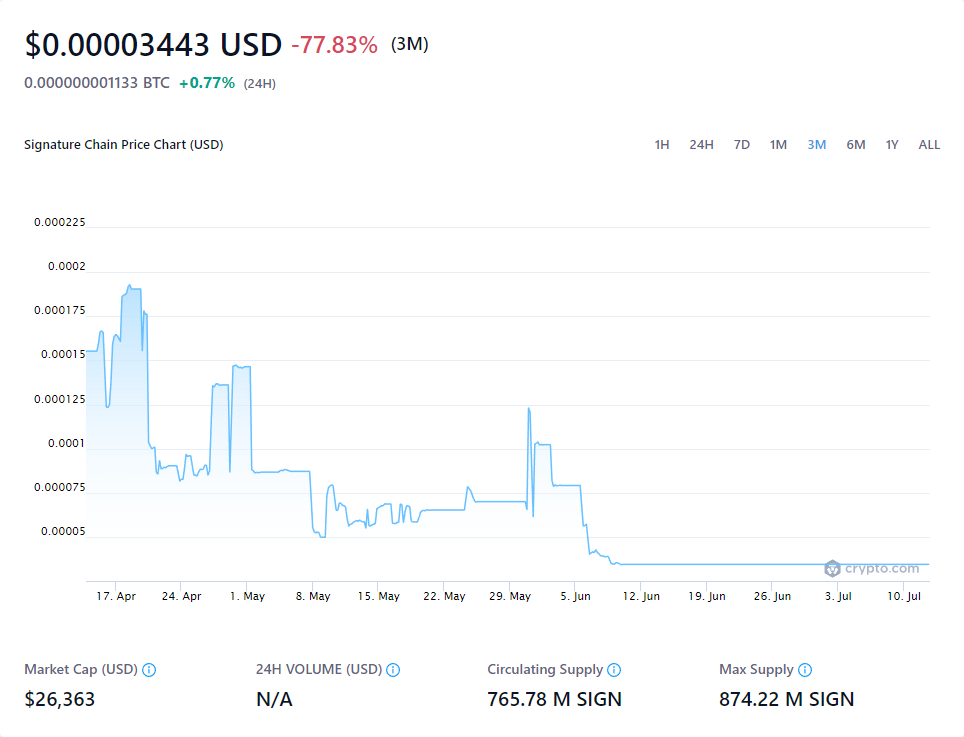 $0.00003443 USD -77.83% (3M)
0.000000001133 BTC +0.77% (24H)
Signature Chain Price Chart (USD) 1H 24H 7D 1M 3M 6M 1Y ALL
0.000225
0.0002
0.000175
0.00015
0.000125
0.0001
0.000075
0.00005
crypto.com
17. Apr 24. Apr 1. May 8. May 15. May 22. May 29. May 5. Jun 12. Jun 19. Jun 26. Jun 3. Jul 10. Jul
Market Cap (USD) 24H VOLUME (USD) Circulating Supply Max Supply
$26,363 N/A 765.78 M SIGN 874.22 M SIGN